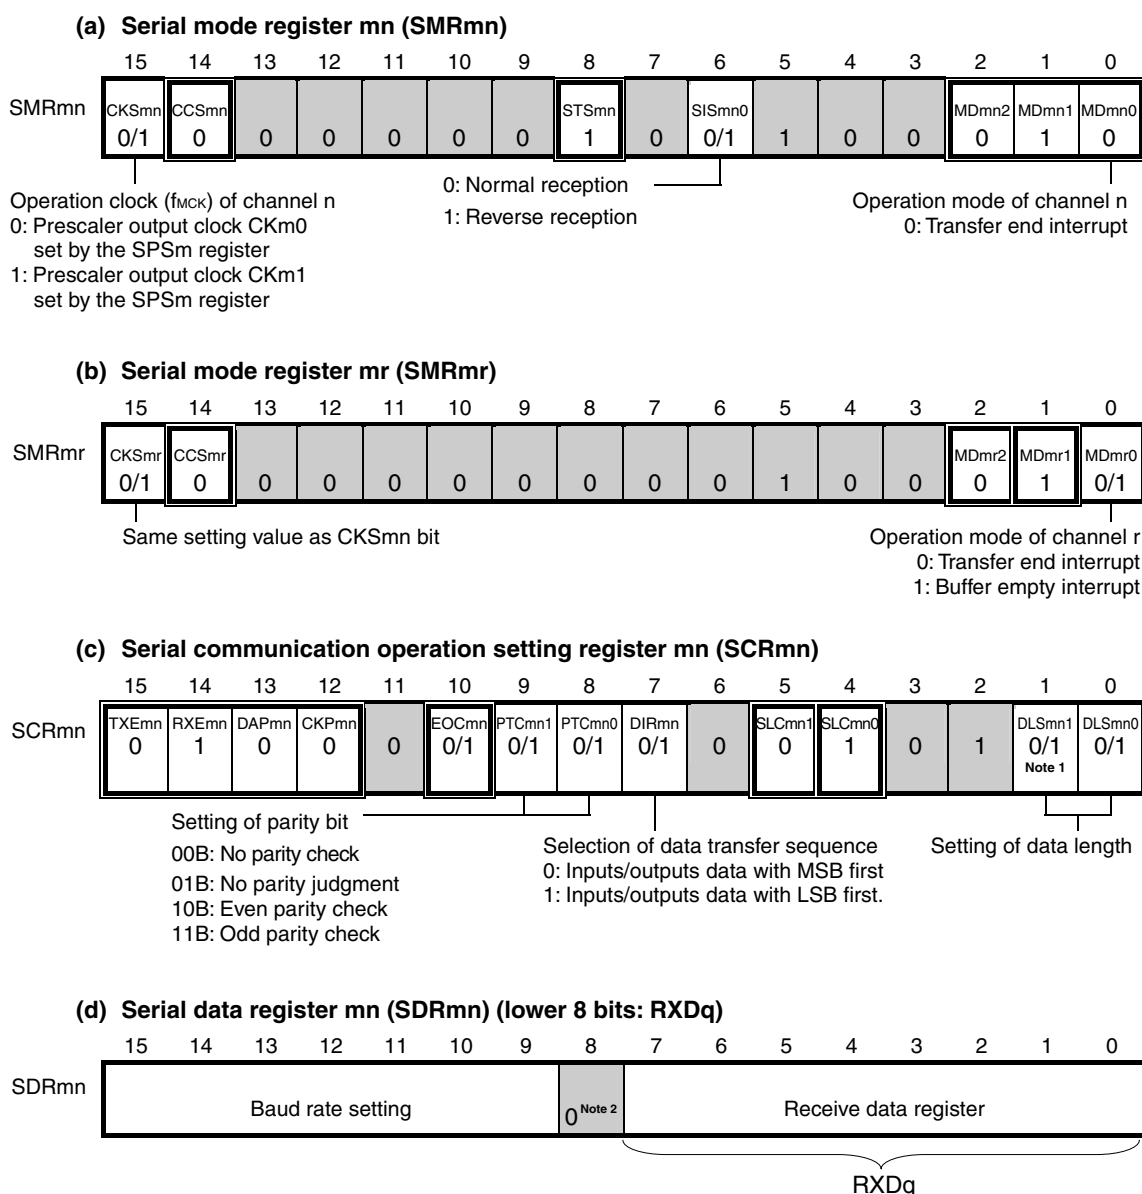 (a) Serial mode register mn (SMRmn)
15 14 13 12 11 10 9 8 7 6 5 4 3 2 1 0
SMRmn
CKSmn CCSmn STSmn SISmn0 MDmn2 MDmn1 MDmn0
0/1 0 0 0 0 0 0 1 0 0/1 1 0 0 0 1 0
Operation clock (fMCK) of channel n
0: Prescaler output clock CKm0
set by the SPSm register
1: Prescaler output clock CKm1
set by the SPSm register
0: Normal reception
1: Reverse reception
Operation mode of channel n
0: Transfer end interrupt
(b) Serial mode register mr (SMRmr)
15 14 13 12 11 10 9 8 7 6 5 4 3 2 1 0
SMRmr
CKSmr CCSmr MDmr2 MDmr1 MDmr0
0/1 0 0 0 0 0 0 0 0 0 1 0 0 0 1 0/1
Same setting value as CKSmn bit
Operation mode of channel r
0: Transfer end interrupt
1: Buffer empty interrupt
(c) Serial communication operation setting register mn (SCRmn)
15 14 13 12 11 10 9 8 7 6 5 4 3 2 1 0
SCRmn
TXEmn RXEmn DAPmn CKPmn EOCmn PTCmn1 PTCmn0 DIRmn SLCmn1 SLCmn0 DLSmn1 DLSmn0
0 1 0 0 0 0/1 0/1 0/1 0/1 0 0 1 0 1 0/1 0/1
Note 1
Setting of parity bit
00B: No parity check
01B: No parity judgment
10B: Even parity check
11B: Odd parity check
Selection of data transfer sequence
0: Inputs/outputs data with MSB first
1: Inputs/outputs data with LSB first.
Setting of data length
(d) Serial data register mn (SDRmn) (lower 8 bits: RXDq)
15 14 13 12 11 10 9 8 7 6 5 4 3 2 1 0
SDRmn
Baud rate setting 0 Note 2 Receive data register
RXDq